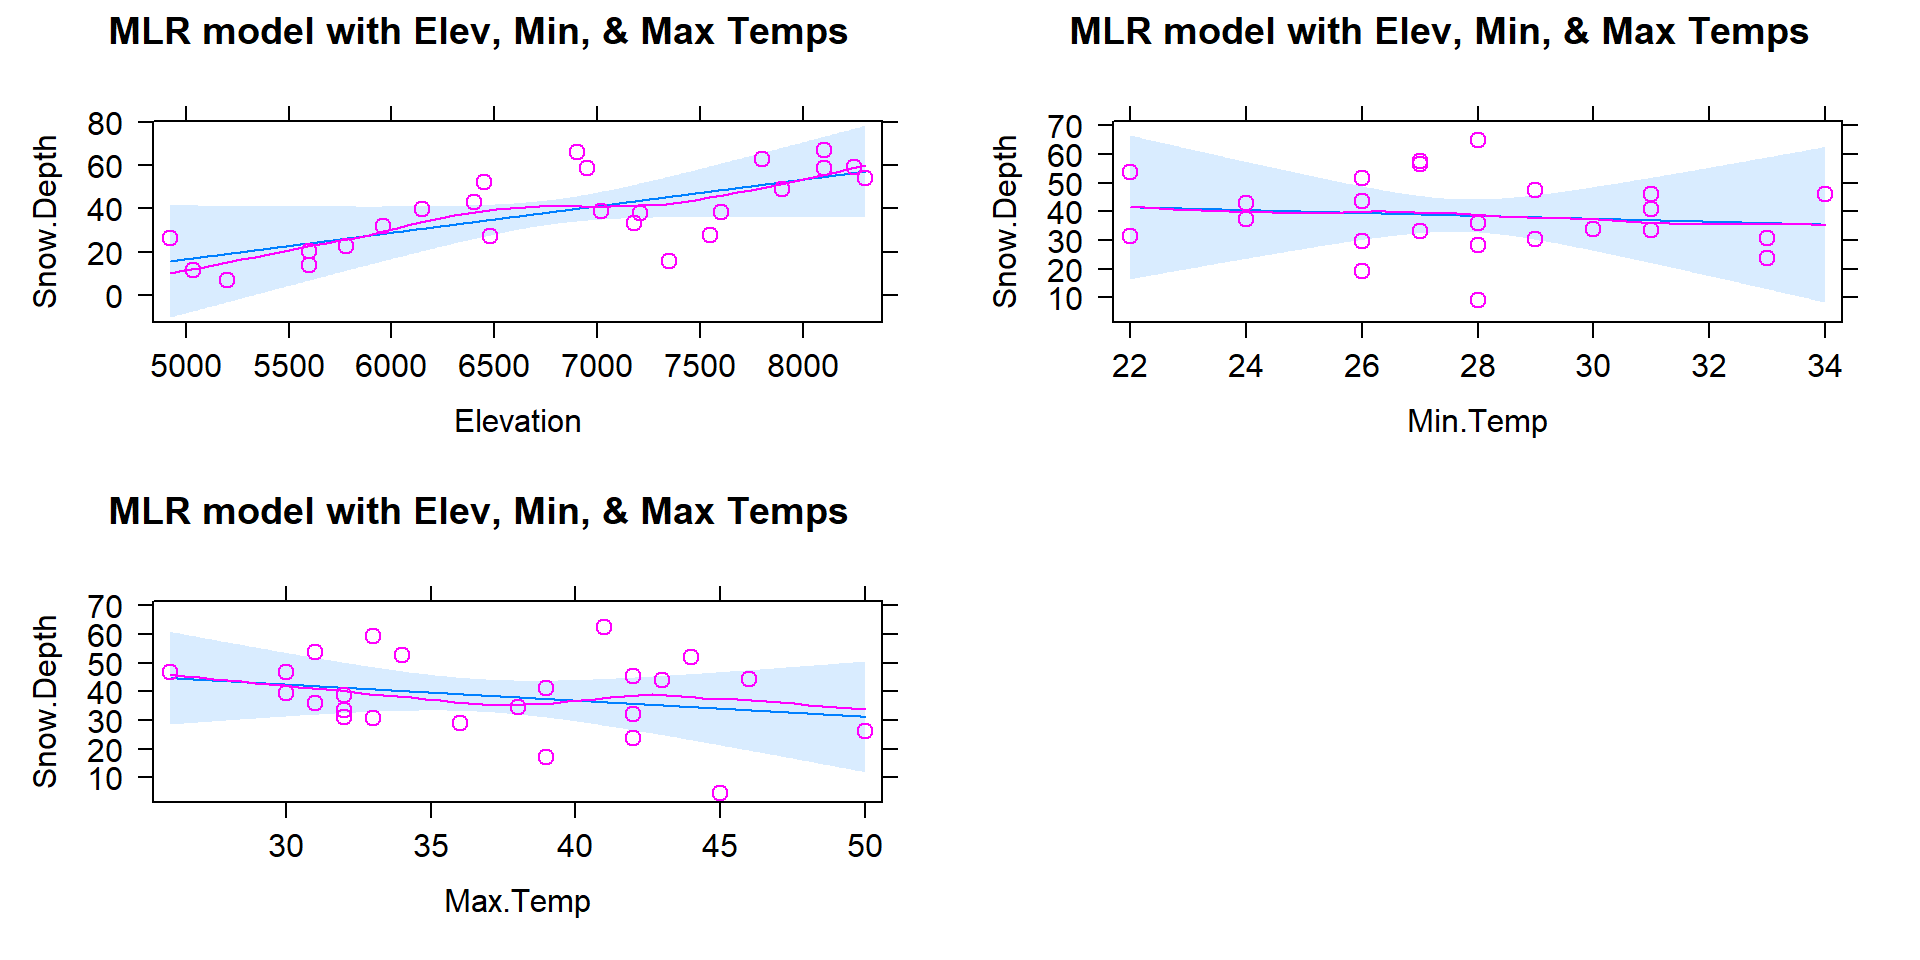 MLR model with Elev, Min, & Max Temps
Snow.Depth
80
60
40
20
0
5000 5500 6000 6500 7000 7500 8000
Elevation
MLR model with Elev, Min, & Max Temps
Snow.Depth
70
60
50
40
30
20
10
22 24 26 28 30 32 34
Min.Temp
MLR model with Elev, Min, & Max Temps
Snow.Depth
70
60
50
40
30
20
10
30 35 40 45 50
Max.Temp